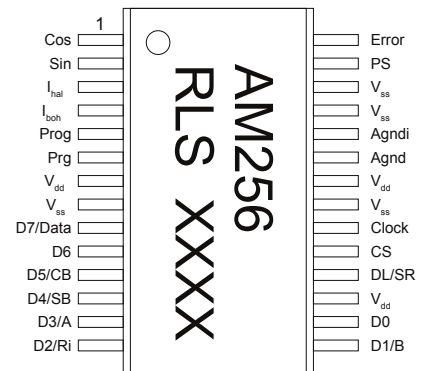 1
Cos Error
Sin PS
Ihal Vss
Iboh Vss
Prog Agndi
Prg Agnd
Vdd Vdd
Vss Vss
D7/Data Clock
D6 CS
D5/CB DL/SR
D4/SB Vdd
D3/A D0
D2/Ri D1/B
AM256
RLS XXXX